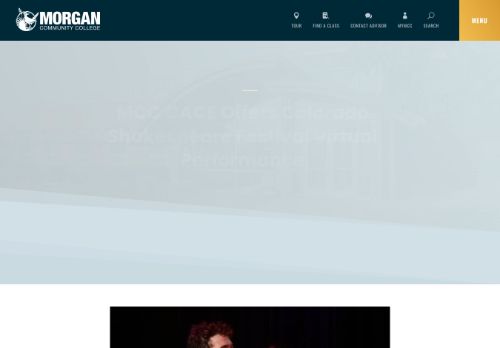 MORGAN
COMMUNITY COLLEGE
TOUR
FIND A CLASS
CONTACT ADVISOR
MYMCC
SEARCH
MENU
MCC CACE Offers Colorado
Shakespeare Festival Virtual
Performance